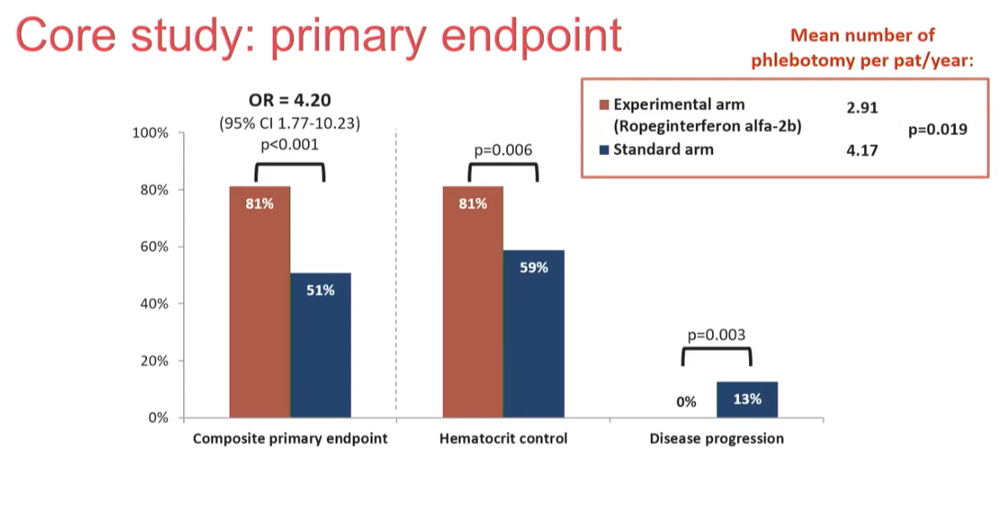 Core study: primary endpoint
Mean number of
phlebotomy per pat/year:
Experimental arm 2.91
(Ropeginterferon alfa-2b) p=0.019
Standard arm 4.17
OR = 4.20
(95% CI 1.77-10.23)
p<0.001
p=0.006
p=0.003
100%
80%
60%
40%
20%
0%
81%
51%
81%
59%
0%
13%
Composite primary endpoint
Hematocrit control
Disease progression